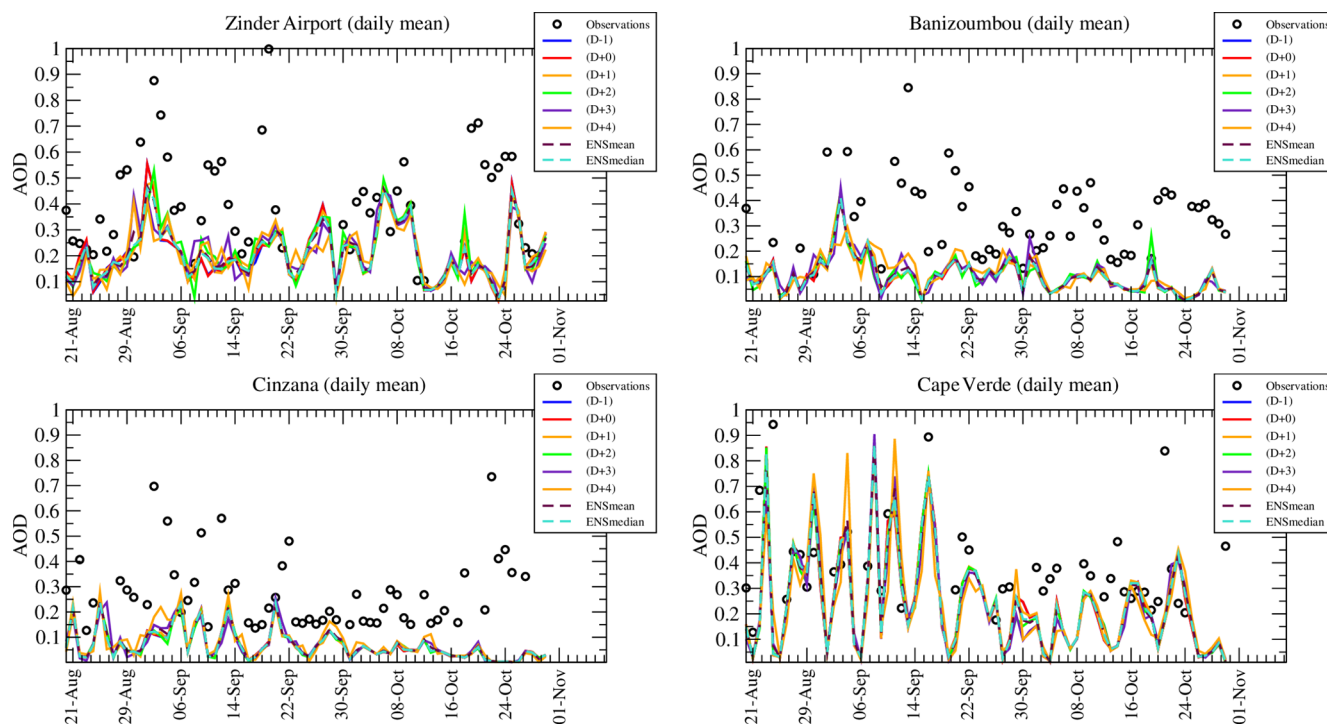 Zinder Airport (daily mean)
Observations
(D-1)
(D+0)
(D+1)
(D+2)
(D+3)
(D+4)
ENSmean
ENSmedian
AOD
1
0.9
0.8
0.7
0.6
0.5
0.4
0.3
0.2
0.1
21-Aug
29-Aug
06-Sep
14-Sep
22-Sep
30-Sep
08-Oct
16-Oct
24-Oct
01-Nov
Banizoumbou (daily mean)
Observations
(D-1)
(D+0)
(D+1)
(D+2)
(D+3)
(D+4)
ENSmean
ENSmedian
AOD
1
0.9
0.8
0.7
0.6
0.5
0.4
0.3
0.2
0.1
21-Aug
29-Aug
06-Sep
14-Sep
22-Sep
30-Sep
08-Oct
16-Oct
24-Oct
01-Nov
Cinzana (daily mean)
Observations
(D-1)
(D+0)
(D+1)
(D+2)
(D+3)
(D+4)
ENSmean
ENSmedian
AOD
1
0.9
0.8
0.7
0.6
0.5
0.4
0.3
0.2
0.1
21-Aug
29-Aug
06-Sep
14-Sep
22-Sep
30-Sep
08-Oct
16-Oct
24-Oct
01-Nov
Cape Verde (daily mean)
Observations
(D-1)
(D+0)
(D+1)
(D+2)
(D+3)
(D+4)
ENSmean
ENSmedian
AOD
1
0.9
0.8
0.7
0.6
0.5
0.4
0.3
0.2
0.1
21-Aug
29-Aug
06-Sep
14-Sep
22-Sep
30-Sep
08-Oct
16-Oct
24-Oct
01-Nov